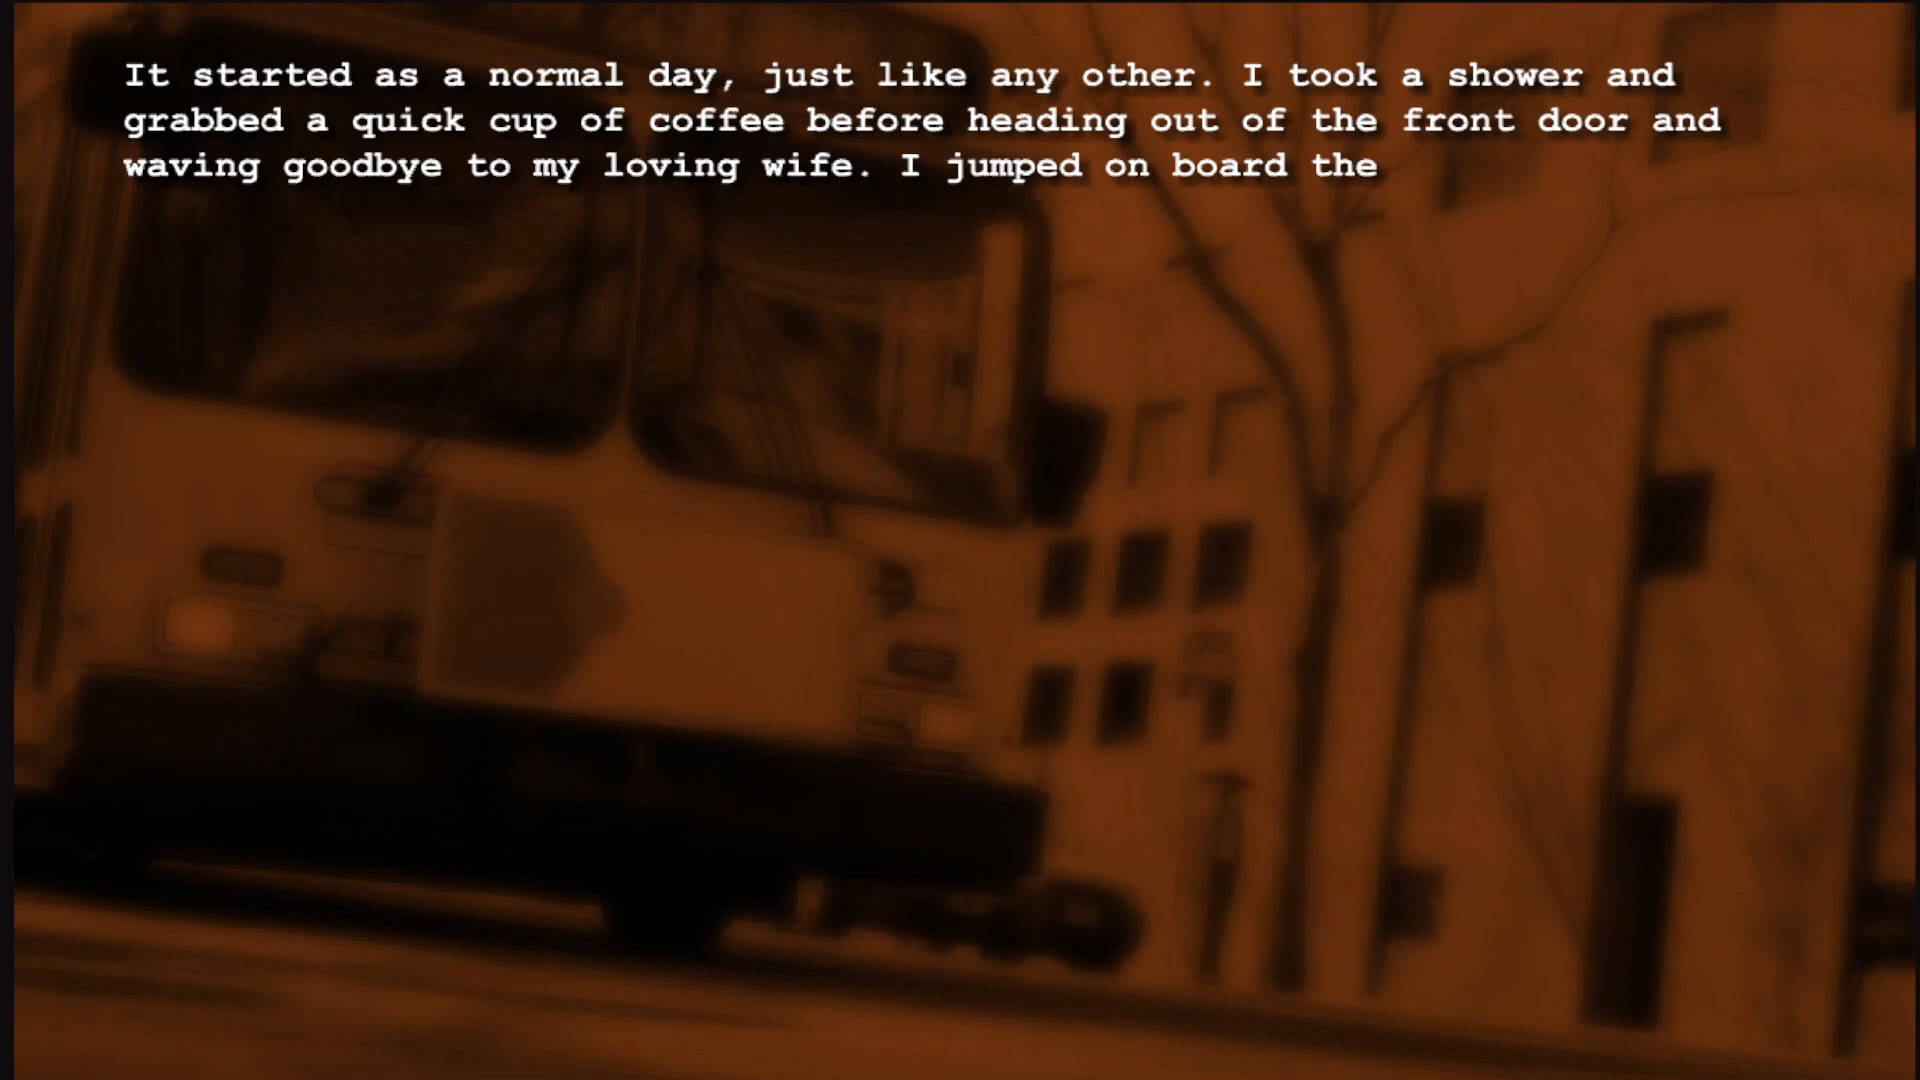 It started as a normal day, just like any other. I took a shower and
grabbed a quick cup of coffee before heading out of the front door and
waving goodbye to my loving wife. I jumped on board the